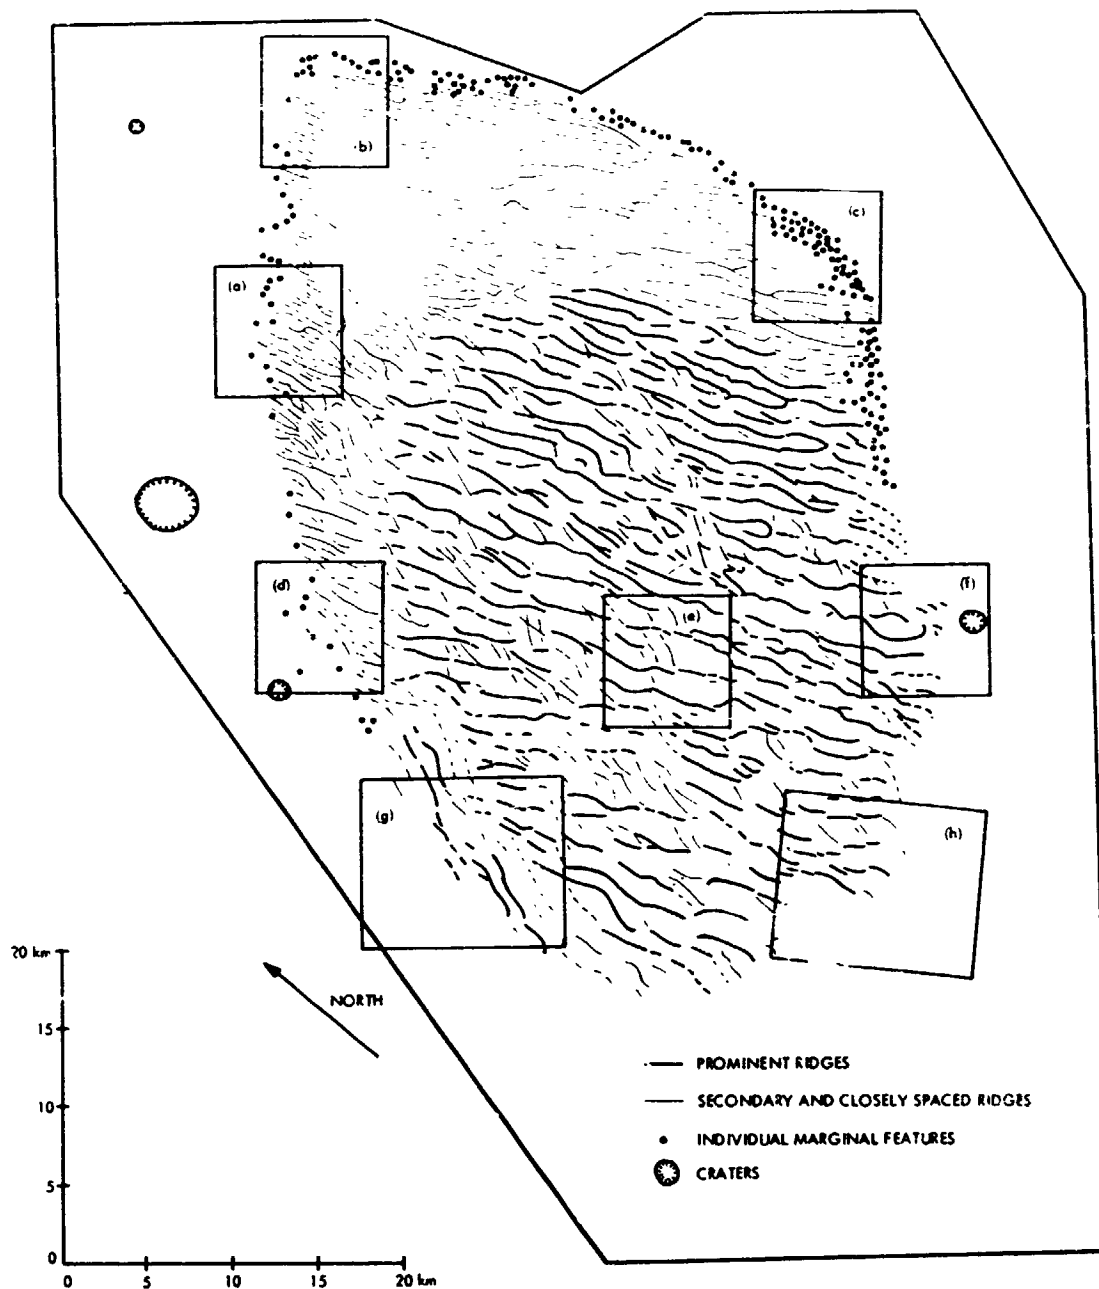 (b)
(c)
(a)
(d)
(f)
(e)
(g)
(h)
20 km
NORTH
15
10
5
0
0 5 10 15 20 km
PROMINENT RIDGES
SECONDARY AND CLOSELY SPACED RIDGES
INDIVIDUAL MARGINAL FEATURES
CRATERS